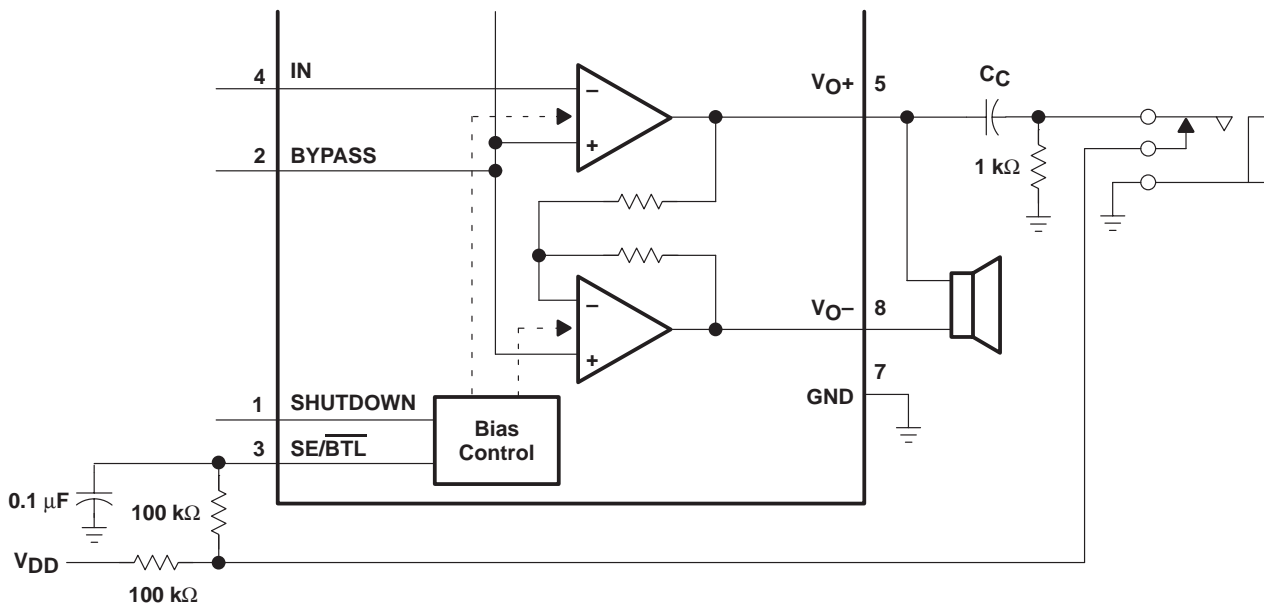 4 IN
2 BYPASS
1 SHUTDOWN
3 SE/BTL
Bias
Control
VO+ 5
VO– 8
7
GND
CC
1 kΩ
0.1 μF
100 kΩ
VDD
100 kΩ
−
+
−
+